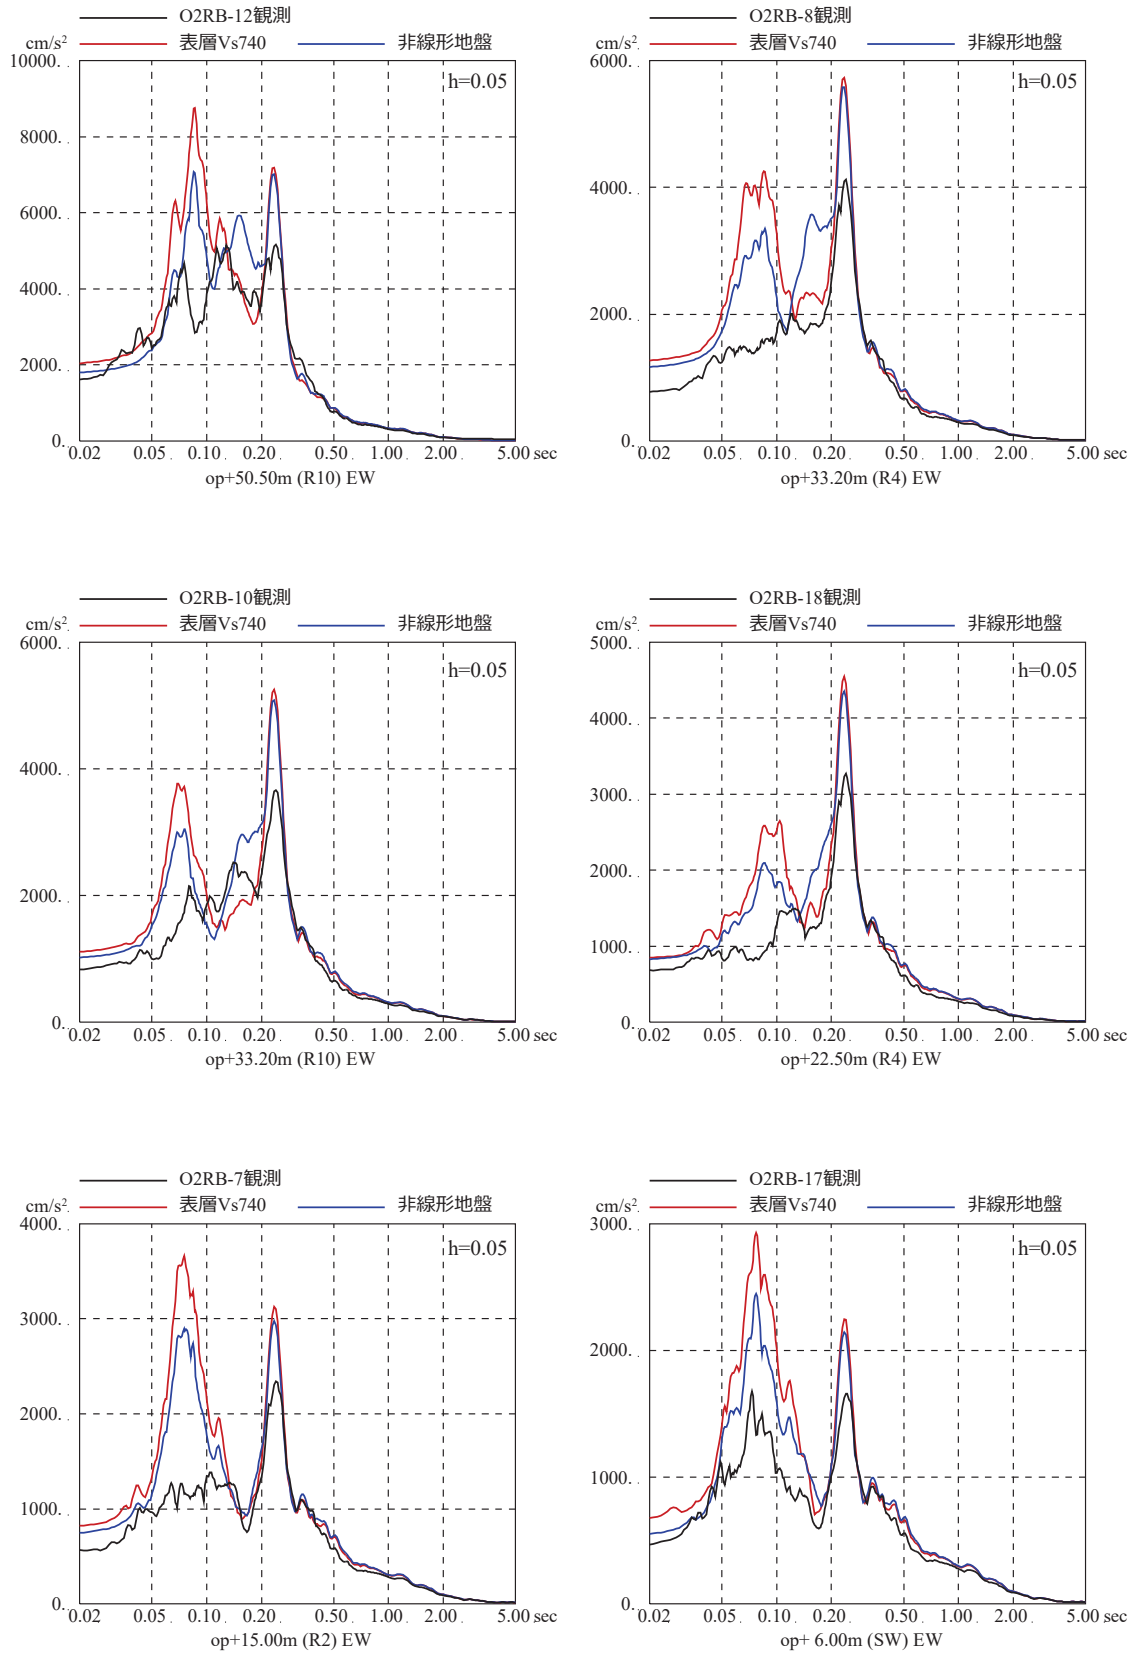 O2RB-12観測
cm/s²
表層Vs740 非線形地盤
10000.
h=0.05
8000.
6000.
4000.
2000.
0.
0.02 0.05 0.10 0.20 0.50 1.00 2.00 5.00 sec
op+50.50m (R10) EW
O2RB-8観測
cm/s²
表層Vs740 非線形地盤
6000.
h=0.05
4000.
2000.
0.
0.02 0.05 0.10 0.20 0.50 1.00 2.00 5.00 sec
op+33.20m (R4) EW
O2RB-10観測
cm/s²
表層Vs740 非線形地盤
6000.
h=0.05
4000.
2000.
0.
0.02 0.05 0.10 0.20 0.50 1.00 2.00 5.00 sec
op+33.20m (R10) EW
O2RB-18観測
cm/s²
表層Vs740 非線形地盤
5000.
h=0.05
4000.
3000.
2000.
1000.
0.
0.02 0.05 0.10 0.20 0.50 1.00 2.00 5.00 sec
op+22.50m (R4) EW
O2RB-7観測
cm/s²
表層Vs740 非線形地盤
4000.
h=0.05
3000.
2000.
1000.
0.
0.02 0.05 0.10 0.20 0.50 1.00 2.00 5.00 sec
op+15.00m (R2) EW
O2RB-17観測
cm/s²
表層Vs740 非線形地盤
3000.
h=0.05
2000.
1000.
0.
0.02 0.05 0.10 0.20 0.50 1.00 2.00 5.00 sec
op+ 6.00m (SW) EW